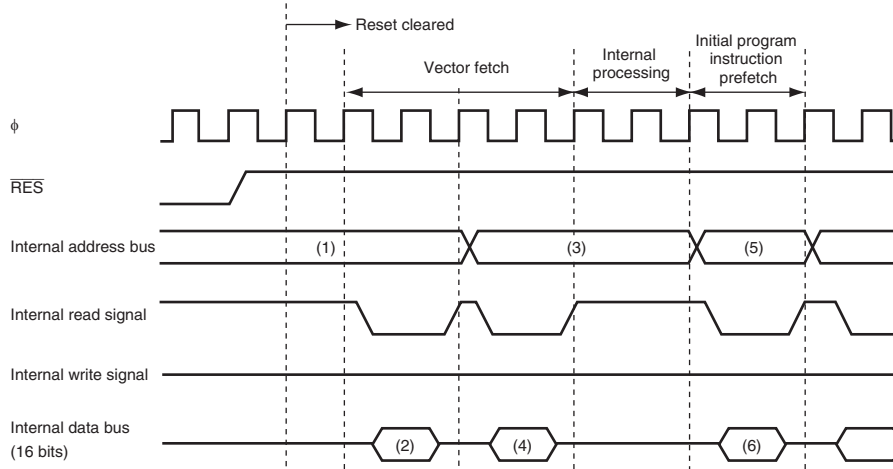 Reset cleared
Vector fetch
Internal
processing
Initial program
instruction
prefetch
ϕ
RES
Internal address bus
(1)
(3)
(5)
Internal read signal
Internal write signal
Internal data bus
(16 bits)
(2)
(4)
(6)